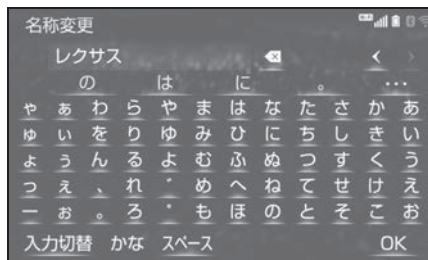 名称変更
レクサス
の は に 。 …
ゃ ぁ わ ら や ま は な た さ か あ
ゅ ぃ を り ゆ み ひ に ち し き い
ょ ぅ ん る よ む ふ ぬ つ す く う
っ ぇ 、 れ ゛ め へ ね て せ け え
ー ぉ 。 ろ ゜ も ほ の と そ こ お
入力切替 かな スペース OK